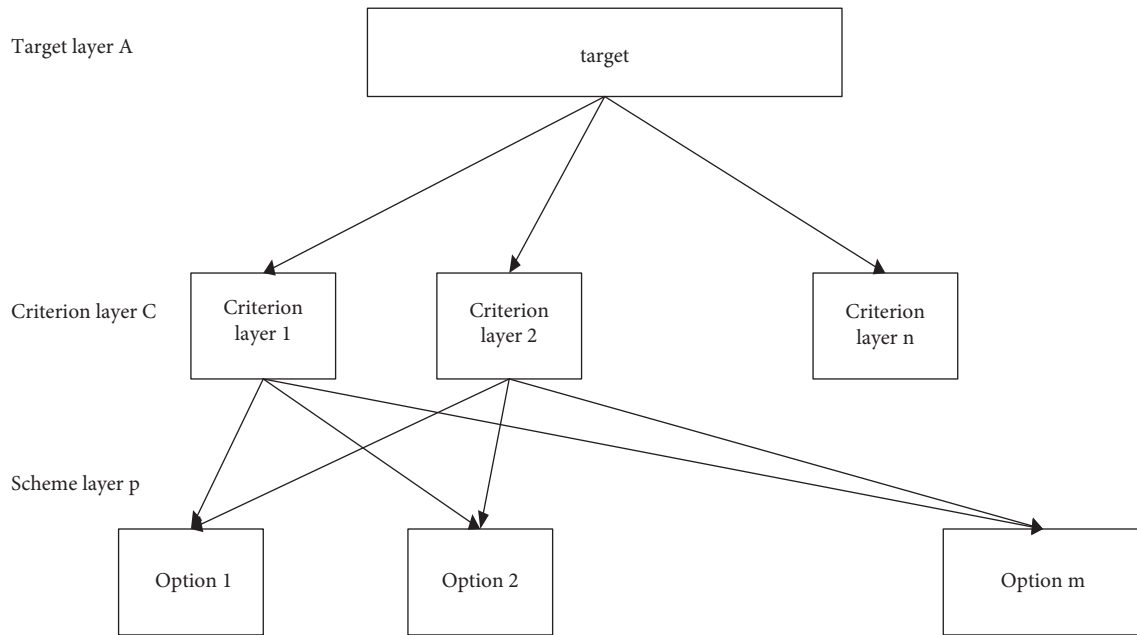 Target layer A
target
Criterion layer C
Criterion
layer 1
Criterion
layer 2
Criterion
layer n
Scheme layer p
Option 1
Option 2
Option m